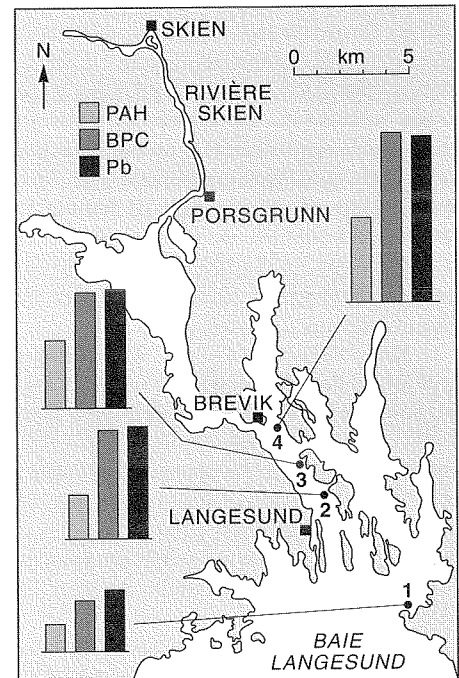 SKIEN
N
0 km 5
RIVIÈRE
SKIEN
PAH
BPC
Pb
PORSGRUNN
BREVIK
4
3
2
LANGESUND
1
BAIE
LANGESUND